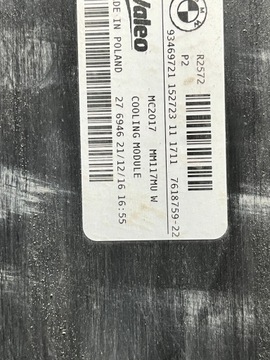 R2572
P2
93469721 152723 11 1711 7618759-22
Valeo
MC2017 MM117MU W
COOLING MODULE
DE IN POLAND
27 6946 21/12/16 16:55